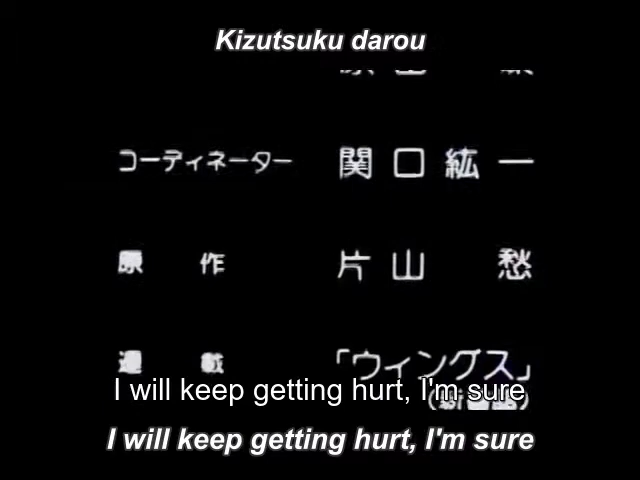 Kizutsuku darou
コーディネーター 関口紘一
原 作 片山 愁
連 載 「ウィングス」
I will keep getting hurt, I'm sure
I will keep getting hurt, I'm sure